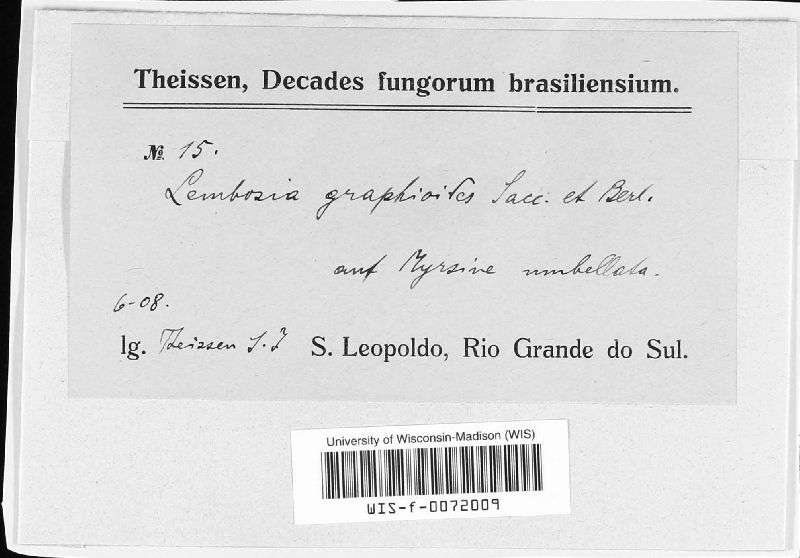 Theissen, Decades fungorum brasiliensium.
№ 15.
Lembosia graphioides Sacc. et Berl.
auf Myrsine umbellata.
6-08.
lg. Theissen S. J S. Leopoldo, Rio Grande do Sul.
University of Wisconsin-Madison (WIS)
WIS-f-0072009